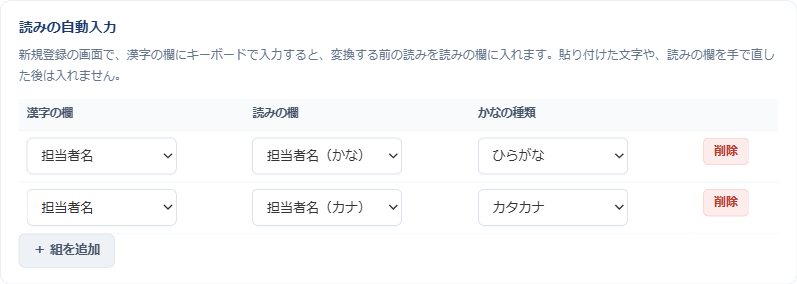 読みの自動入力
新規登録の画面で、漢字の欄にキーボードで入力すると、変換する前の読みを読みの欄に入れます。貼り付けた文字や、読みの欄を手で直し
た後は入れません。
漢字の欄 読みの欄 かなの種類
担当者名 担当者名（かな） ひらがな 削除
担当者名 担当者名（カナ） カタカナ 削除
＋ 組を追加